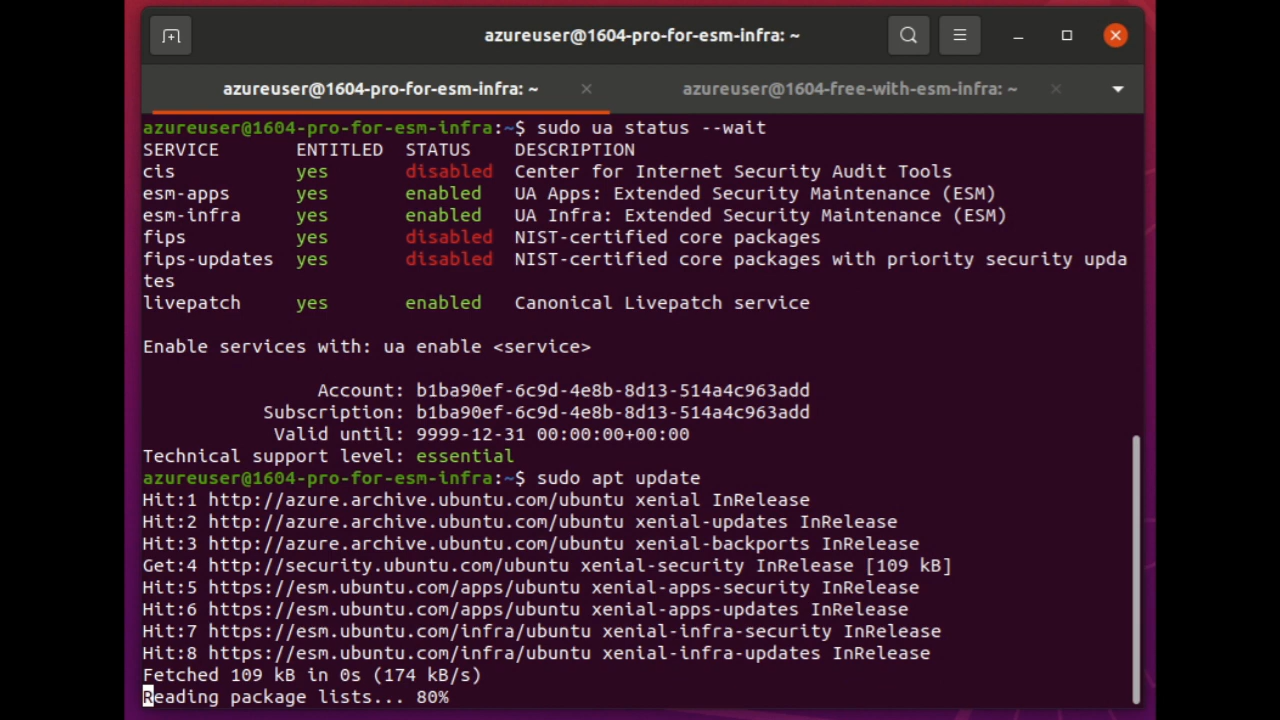 azureuser@1604-pro-for-esm-infra: ~
azureuser@1604-pro-for-esm-infra: ~
azureuser@1604-free-with-esm-infra: ~
azureuser@1604-pro-for-esm-infra:~$ sudo ua status --wait
SERVICE       ENTITLED  STATUS    DESCRIPTION
cis           yes       disabled  Center for Internet Security Audit Tools
esm-apps      yes       enabled   UA Apps: Extended Security Maintenance (ESM)
esm-infra     yes       enabled   UA Infra: Extended Security Maintenance (ESM)
fips          yes       disabled  NIST-certified core packages
fips-updates  yes       disabled  NIST-certified core packages with priority security upda
tes
livepatch     yes       enabled   Canonical Livepatch service
Enable services with: ua enable <service>
                Account: b1ba90ef-6c9d-4e8b-8d13-514a4c963add
           Subscription: b1ba90ef-6c9d-4e8b-8d13-514a4c963add
            Valid until: 9999-12-31 00:00:00+00:00
Technical support level: essential
azureuser@1604-pro-for-esm-infra:~$ sudo apt update
Hit:1 http://azure.archive.ubuntu.com/ubuntu xenial InRelease
Hit:2 http://azure.archive.ubuntu.com/ubuntu xenial-updates InRelease
Hit:3 http://azure.archive.ubuntu.com/ubuntu xenial-backports InRelease
Get:4 http://security.ubuntu.com/ubuntu xenial-security InRelease [109 kB]
Hit:5 https://esm.ubuntu.com/apps/ubuntu xenial-apps-security InRelease
Hit:6 https://esm.ubuntu.com/apps/ubuntu xenial-apps-updates InRelease
Hit:7 https://esm.ubuntu.com/infra/ubuntu xenial-infra-security InRelease
Hit:8 https://esm.ubuntu.com/infra/ubuntu xenial-infra-updates InRelease
Fetched 109 kB in 0s (174 kB/s)
Reading package lists... 80%